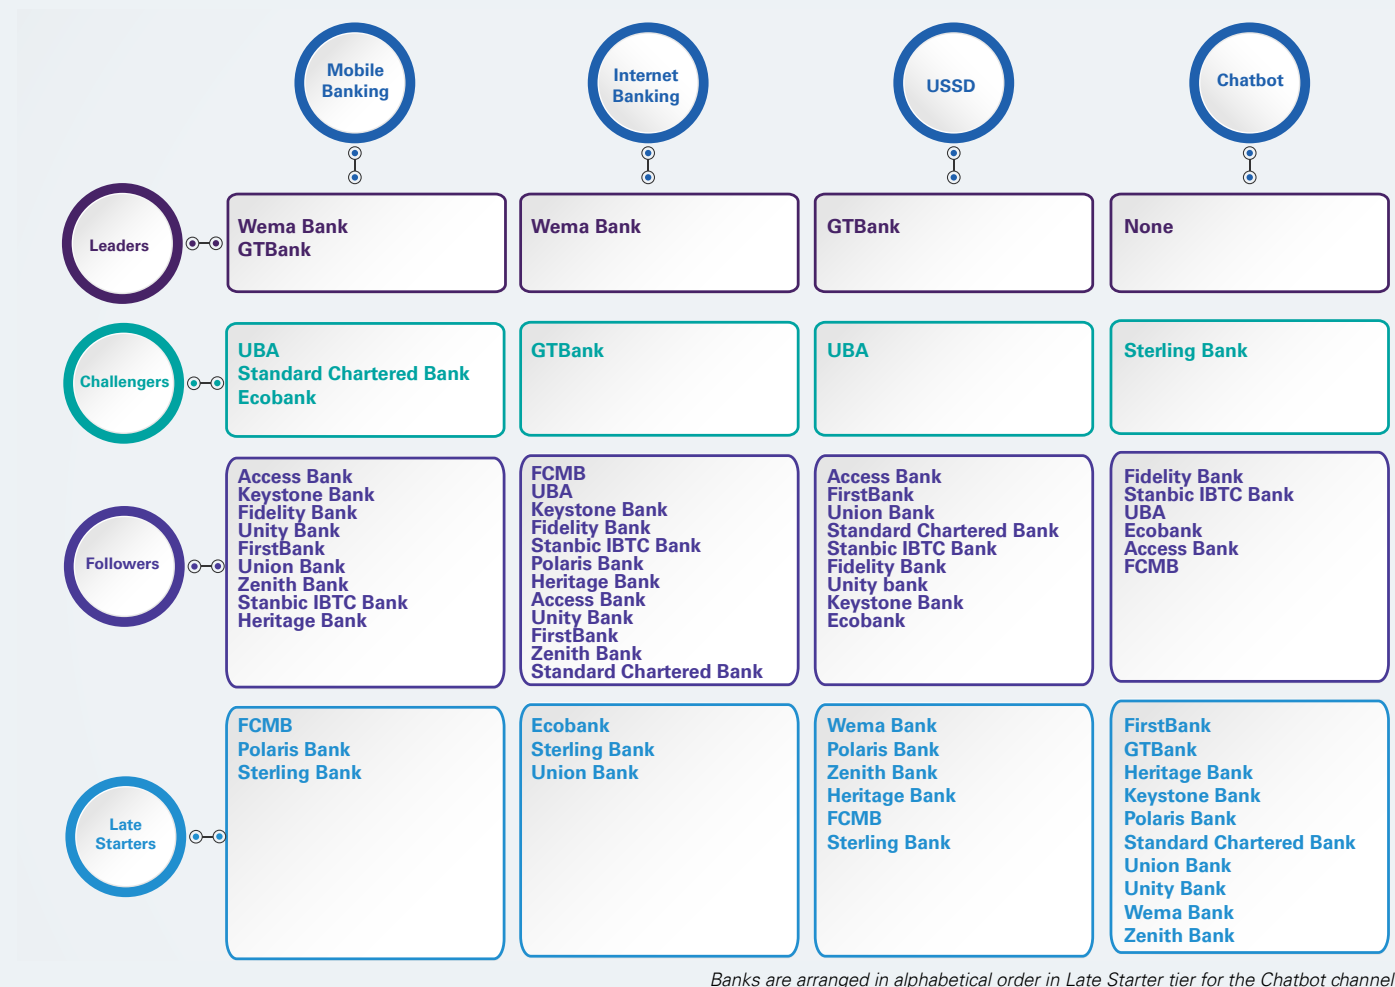 Mobile
Banking
Internet
Banking
USSD
Chatbot
Leaders
Wema Bank
GTBank
Wema Bank
GTBank
None
Challengers
UBA
Standard Chartered Bank
Ecobank
GTBank
UBA
Sterling Bank
Followers
Access Bank
Keystone Bank
Fidelity Bank
Unity Bank
FirstBank
Union Bank
Zenith Bank
Stanbic IBTC Bank
Heritage Bank
FCMB
UBA
Keystone Bank
Fidelity Bank
Stanbic IBTC Bank
Polaris Bank
Heritage Bank
Access Bank
Unity Bank
FirstBank
Zenith Bank
Standard Chartered Bank
Access Bank
FirstBank
Union Bank
Standard Chartered Bank
Stanbic IBTC Bank
Fidelity Bank
Unity bank
Keystone Bank
Ecobank
Fidelity Bank
Stanbic IBTC Bank
UBA
Ecobank
Access Bank
FCMB
Late
Starters
FCMB
Polaris Bank
Sterling Bank
Ecobank
Sterling Bank
Union Bank
Wema Bank
Polaris Bank
Zenith Bank
Heritage Bank
FCMB
Sterling Bank
FirstBank
GTBank
Heritage Bank
Keystone Bank
Polaris Bank
Standard Chartered Bank
Union Bank
Unity Bank
Wema Bank
Zenith Bank
Banks are arranged in alphabetical order in Late Starter tier for the Chatbot channel